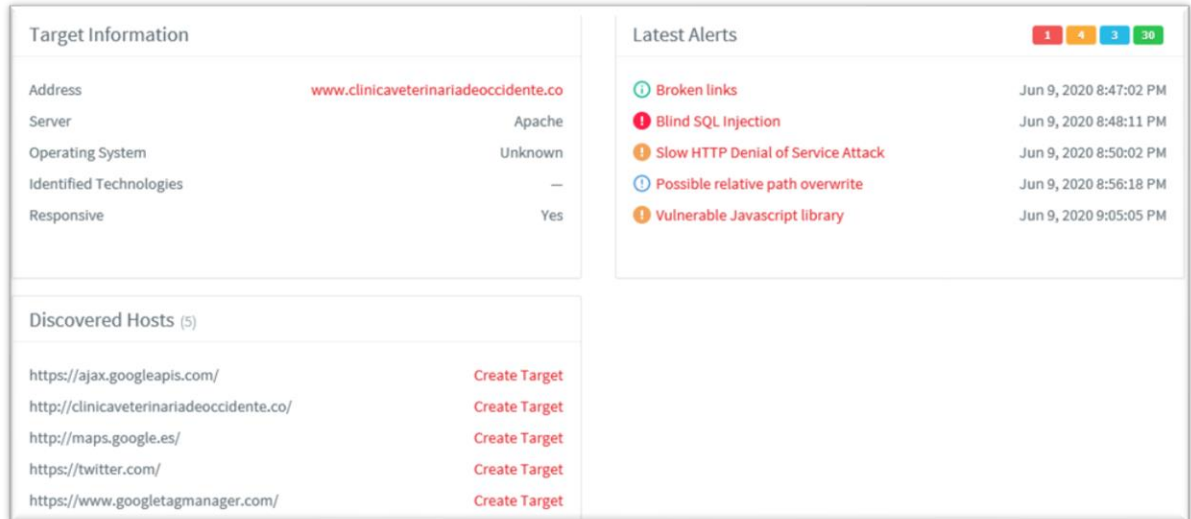 Target Information
Address www.clinicaveterinariadeoccidente.co
Server Apache
Operating System Unknown
Identified Technologies —
Responsive Yes
Latest Alerts 1 4 3 30
Broken links Jun 9, 2020 8:47:02 PM
Blind SQL Injection Jun 9, 2020 8:48:11 PM
Slow HTTP Denial of Service Attack Jun 9, 2020 8:50:02 PM
Possible relative path overwrite Jun 9, 2020 8:56:18 PM
Vulnerable Javascript library Jun 9, 2020 9:05:05 PM
Discovered Hosts (5)
https://ajax.googleapis.com/ Create Target
http://clinicaveterinariadeoccidente.co/ Create Target
http://maps.google.es/ Create Target
https://twitter.com/ Create Target
https://www.googletagmanager.com/ Create Target